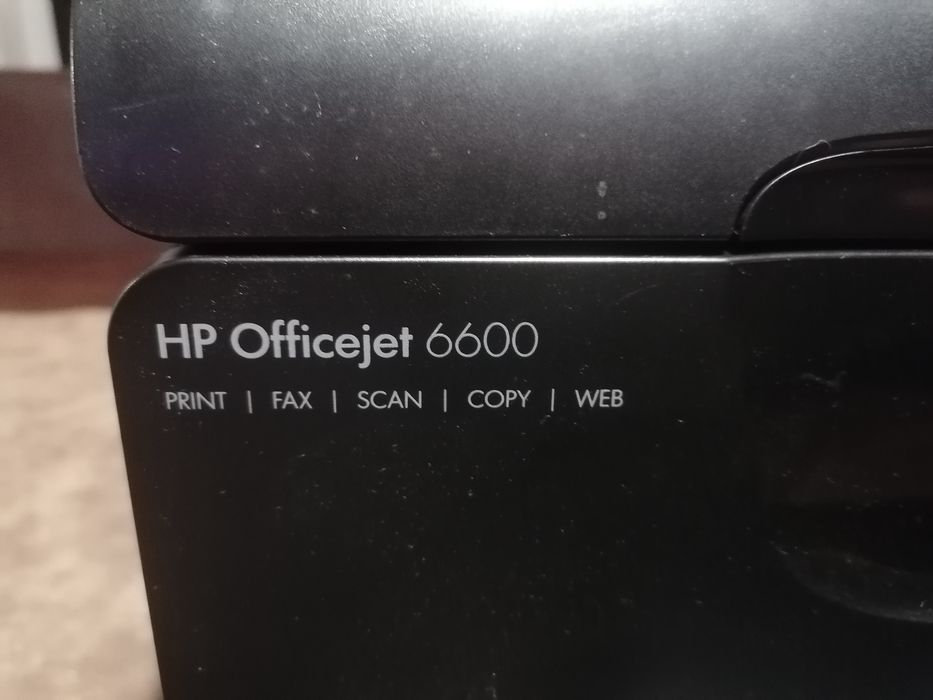 HP Officejet 6600
PRINT | FAX | SCAN | COPY | WEB